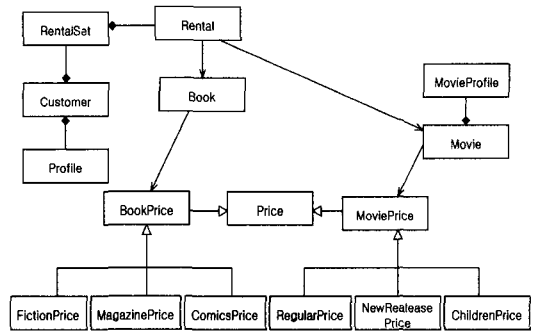 RentalSet
Rental
Customer
Book
MovieProfile
Profile
Movie
BookPrice
Price
MoviePrice
FictionPrice
MagazinePrice
ComicsPrice
RegularPrice
NewRealease
Price
ChildrenPrice